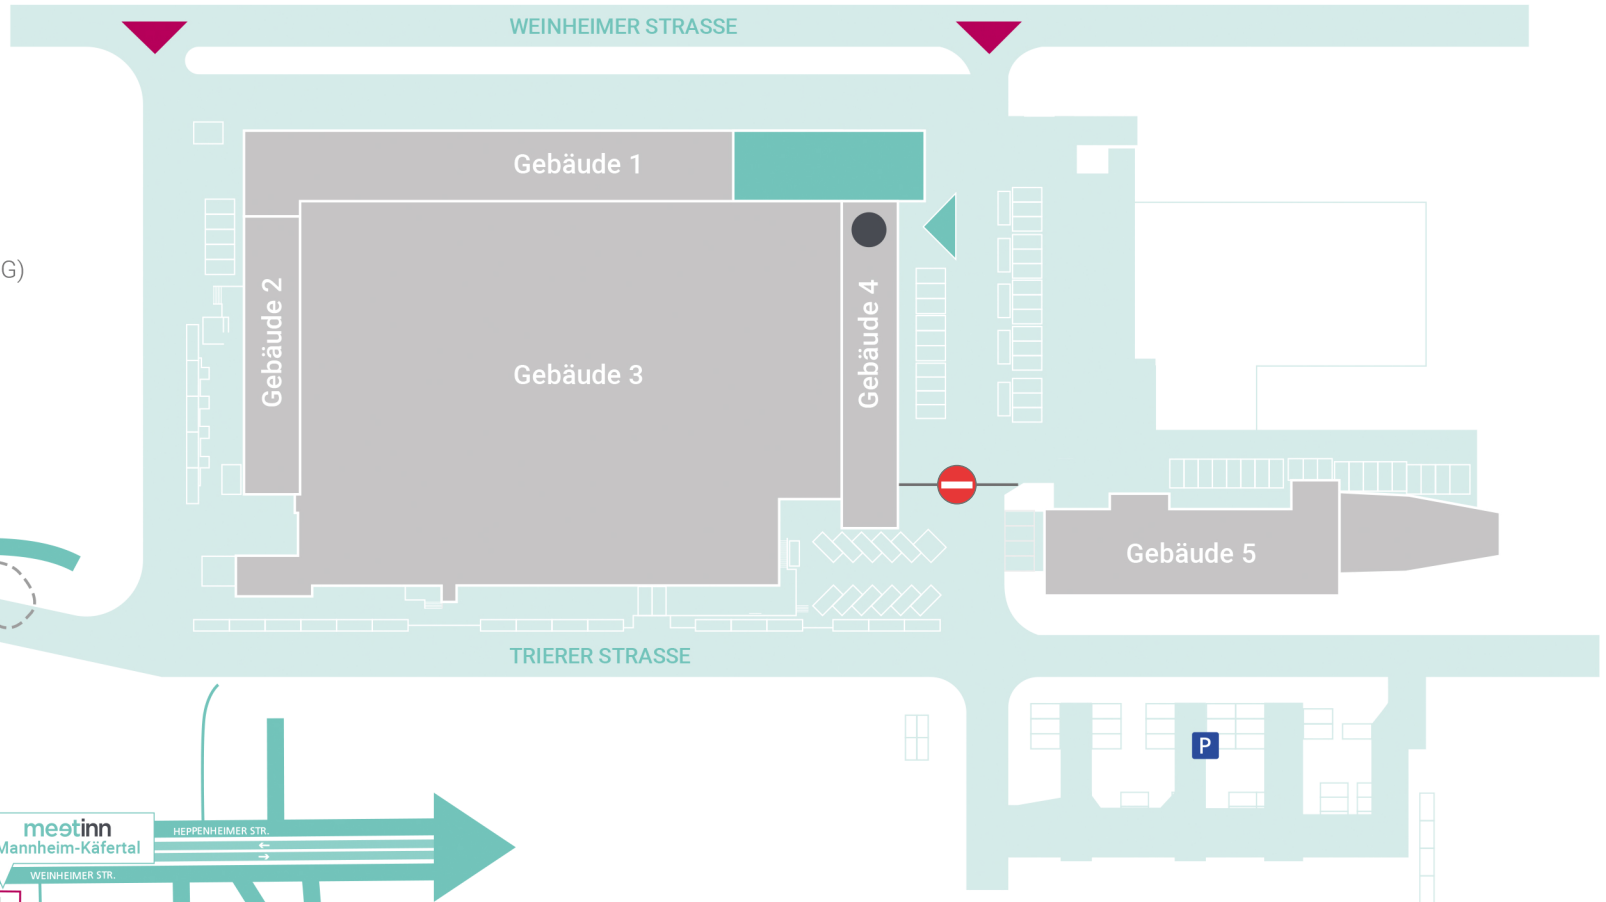 WEINHEIMER STRASSE
Gebäude 1
G)
Gebäude 2
Gebäude 3
Gebäude 4
Gebäude 5
TRIERER STRASSE
P
meetinn
Mannheim-Käfertal
HEPPENHEIMER STR.
WEINHEIMER STR.